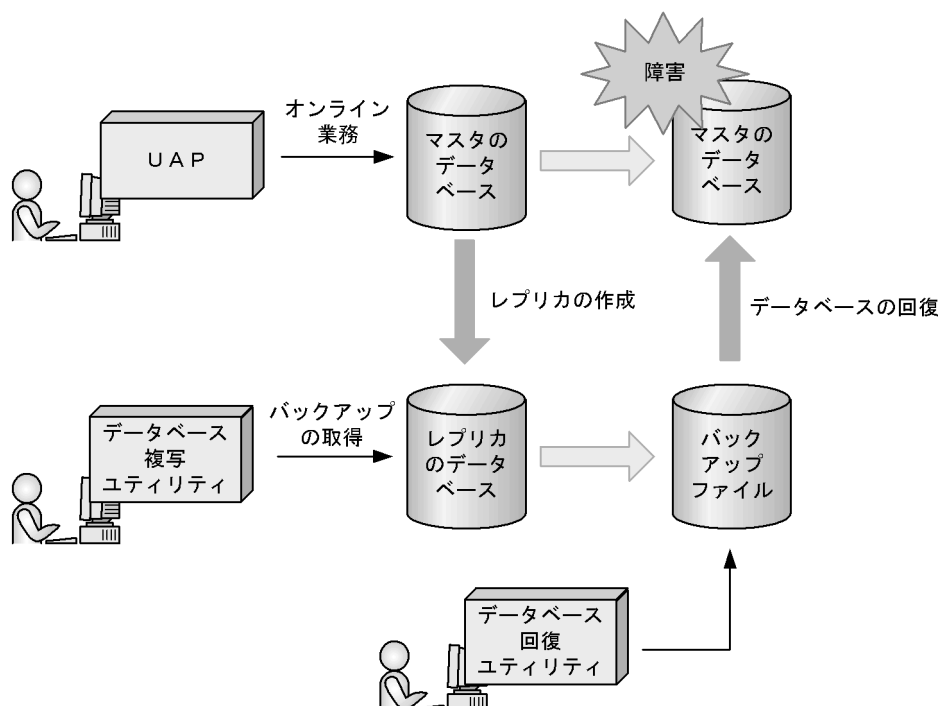 障害
オンライン
業務
UAP
マスタの
データ
ベース
マスタの
データ
ベース
レプリカの作成
データベースの回復
バックアップ
の取得
データベース
複写
ユティリティ
レプリカ
のデータ
ベース
バック
アップ
ファイル
データベース
回復
ユティリティ